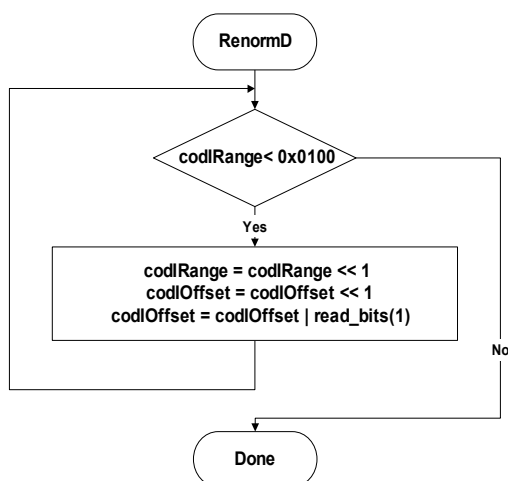 RenormD
codIRange< 0x0100
Yes
codIRange = codIRange << 1
codIOffset = codIOffset << 1
codIOffset = codIOffset | read_bits(1)
No
Done